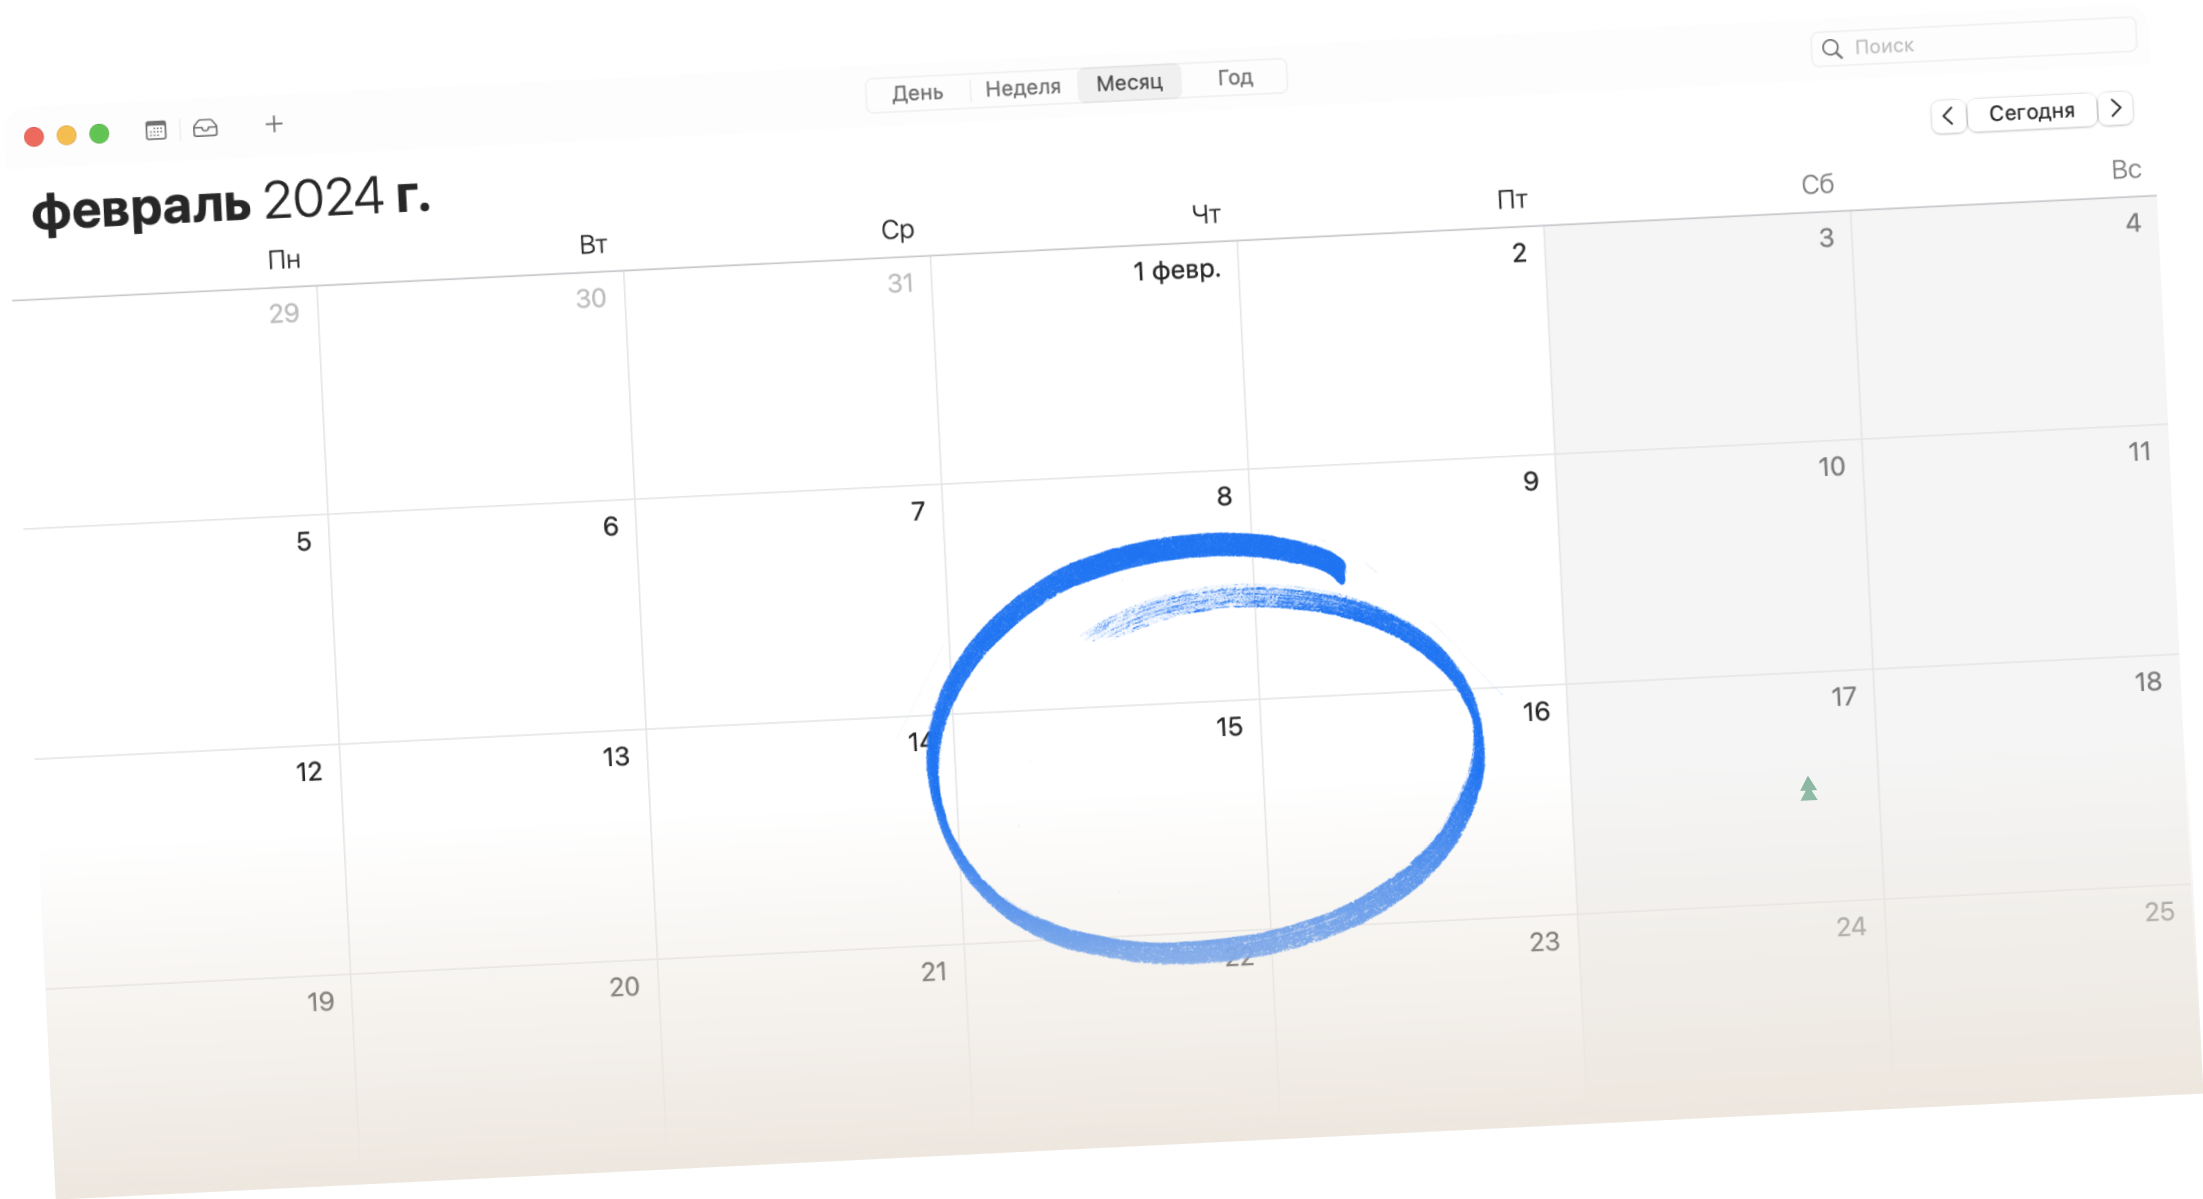 День Неделя Месяц Год
Поиск
Сегодня
февраль 2024 г.
Пн Вт Ср Чт Пт Сб Вс
29 30 31 1 февр. 2 3 4
5 6 7 8 9 10 11
12 13 14 15 16 17 18
19 20 21 22 23 24 25